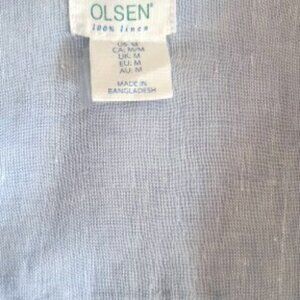 OLSEN®
100% linen
US: M
CA: M/M
UK: M
EU: M
AU: M
MADE IN
BANGLADESH